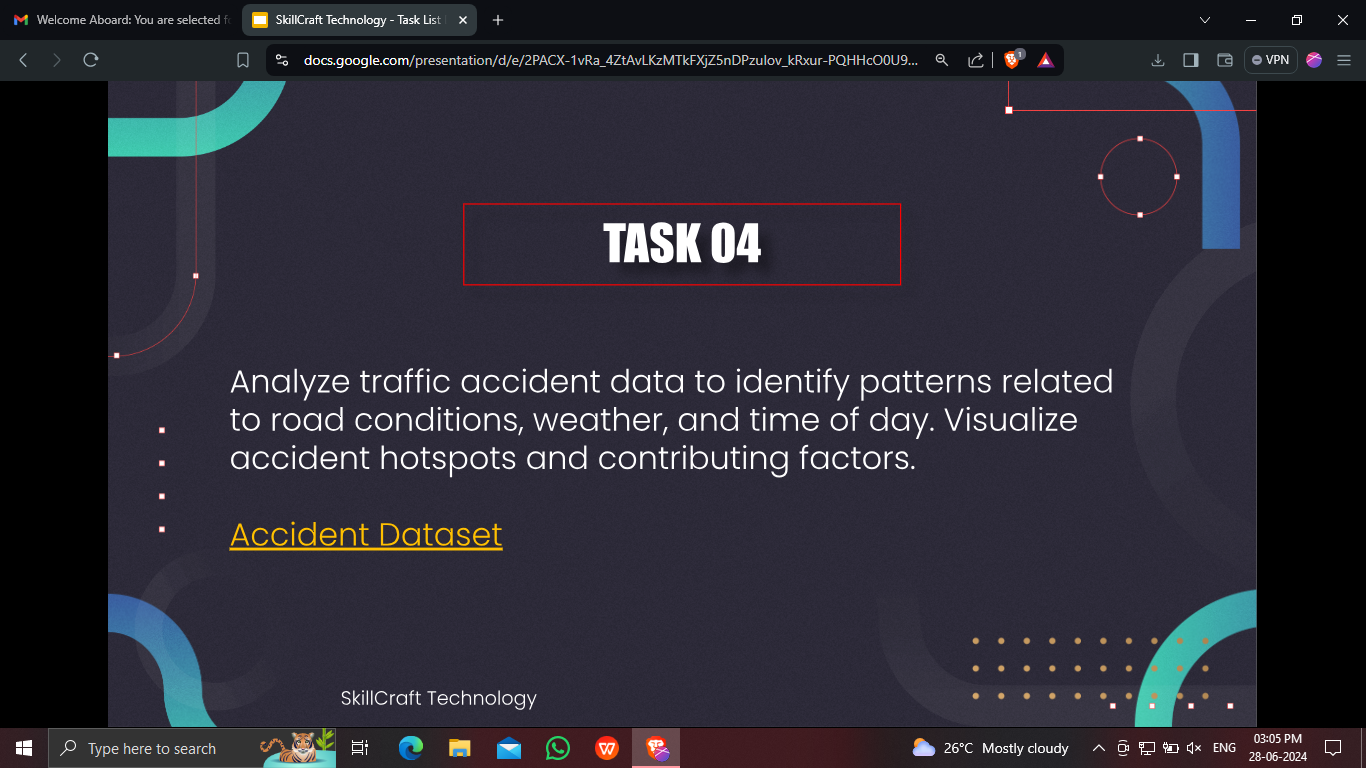 Welcome Aboard: You are selected f
SkillCraft Technology - Task List
docs.google.com/presentation/d/e/2PACX-1vRa_4ZtAvLKzMTkFXjZ5nDPzulov_kRxur-PQHHcO0U9...
1
VPN
TASK 04
Analyze traffic accident data to identify patterns related
to road conditions, weather, and time of day. Visualize
accident hotspots and contributing factors.
Accident Dataset
SkillCraft Technology
Type here to search
26°C Mostly cloudy
ENG
03:05 PM
28-06-2024